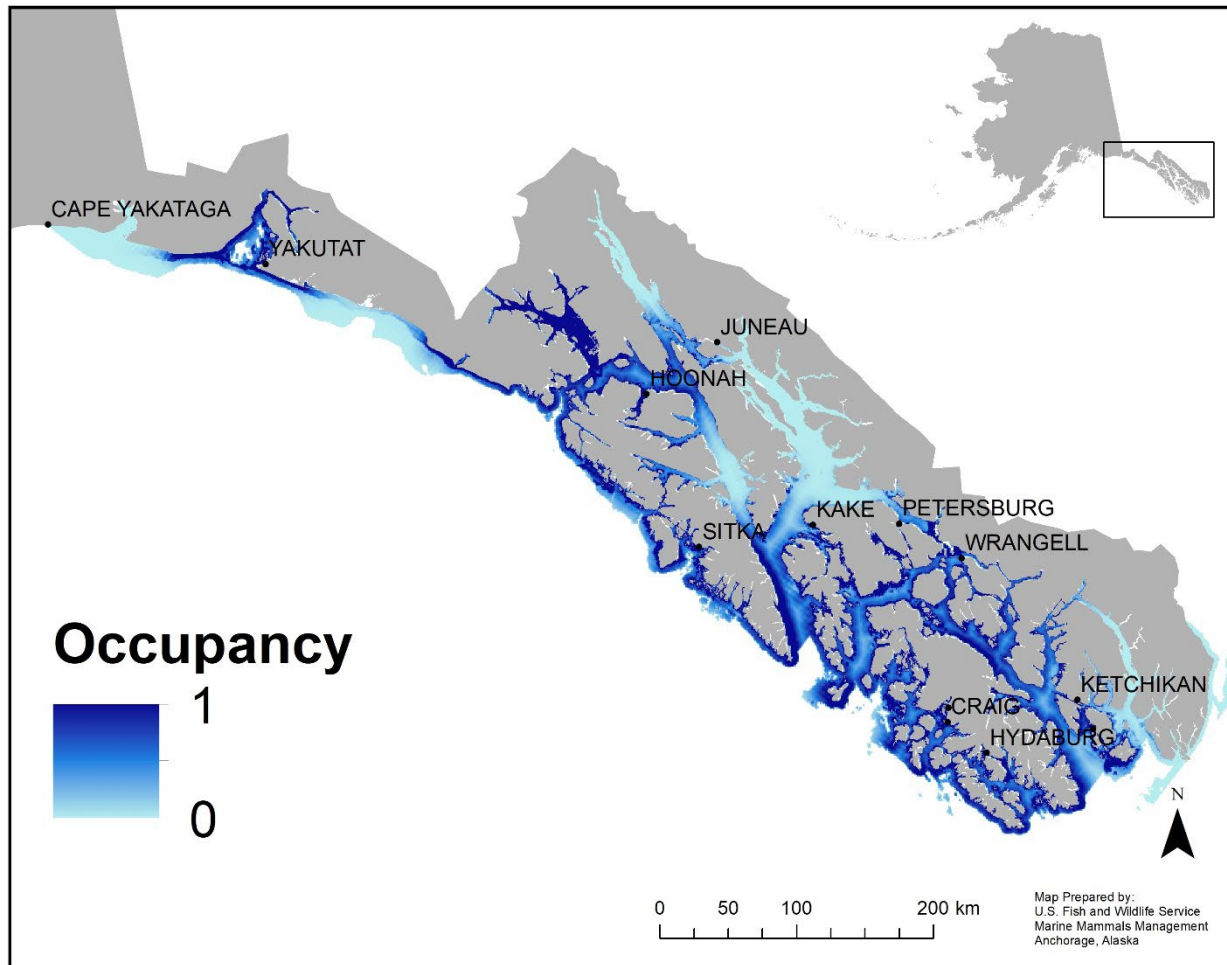 CAPE YAKATAGA
YAKUTAT
JUNEAU
HOONAH
KAKE
PETERSBURG
SITKA
WRANGELL
Occupancy
1
0
KETCHIKAN
CRAIG
HYDABURG
N
0 50 100 200 km
Map Prepared by:
U.S. Fish and Wildlife Service
Marine Mammals Management
Anchorage, Alaska